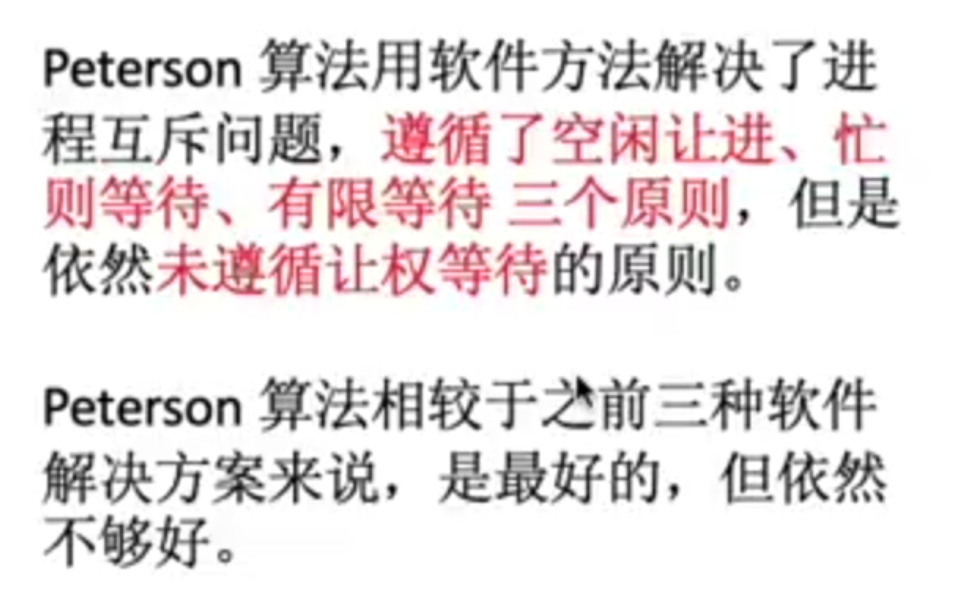 Peterson 算法用软件方法解决了进
程互斥问题，遵循了空闲让进、忙
则等待、有限等待 三个原则，但是
依然未遵循让权等待的原则。
Peterson 算法相较于之前三种软件
解决方案来说，是最好的，但依然
不够好。